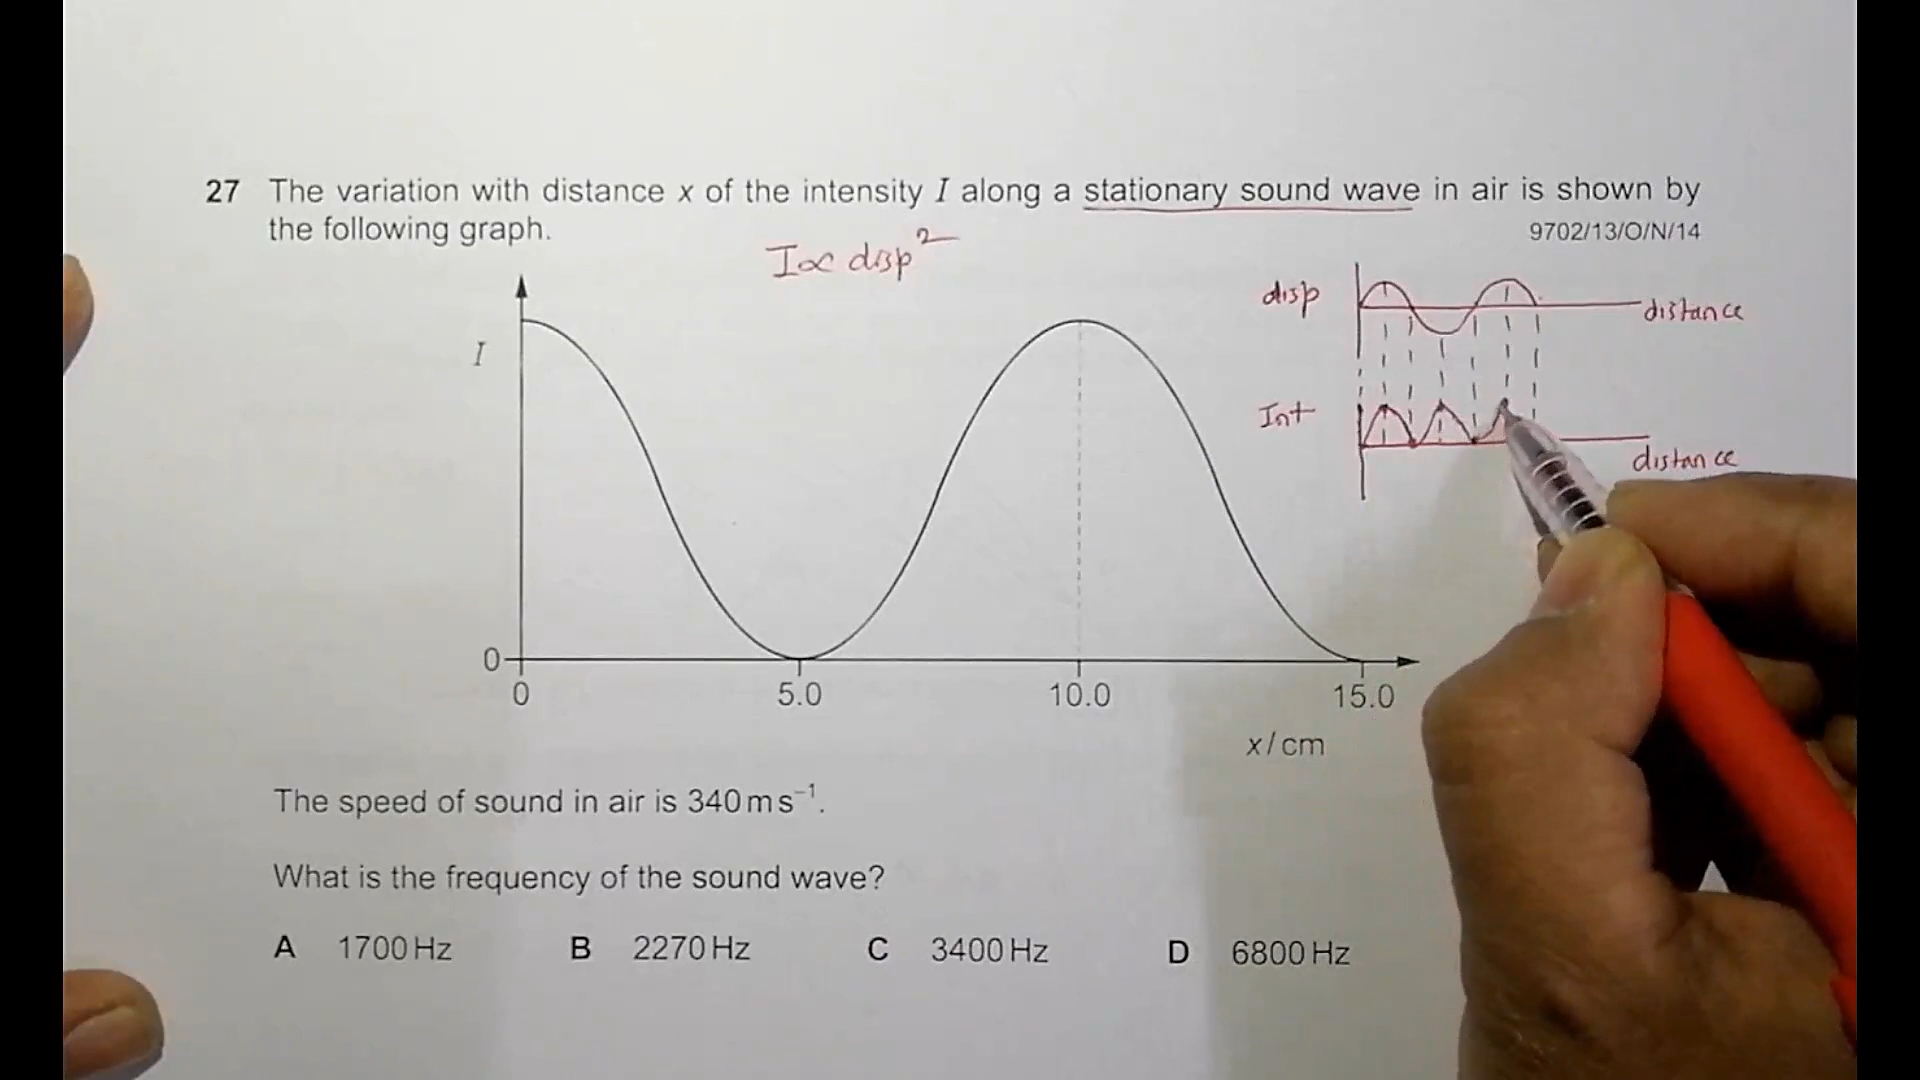 27 The variation with distance x of the intensity I along a stationary sound wave in air is shown by
the following graph.
9702/13/O/N/14
I ∝ disp²
disp
distance
I
Int
distance
0
0 5.0 10.0 15.0
x/cm
The speed of sound in air is 340 m s⁻¹.
What is the frequency of the sound wave?
A 1700 Hz B 2270 Hz C 3400 Hz D 6800 Hz